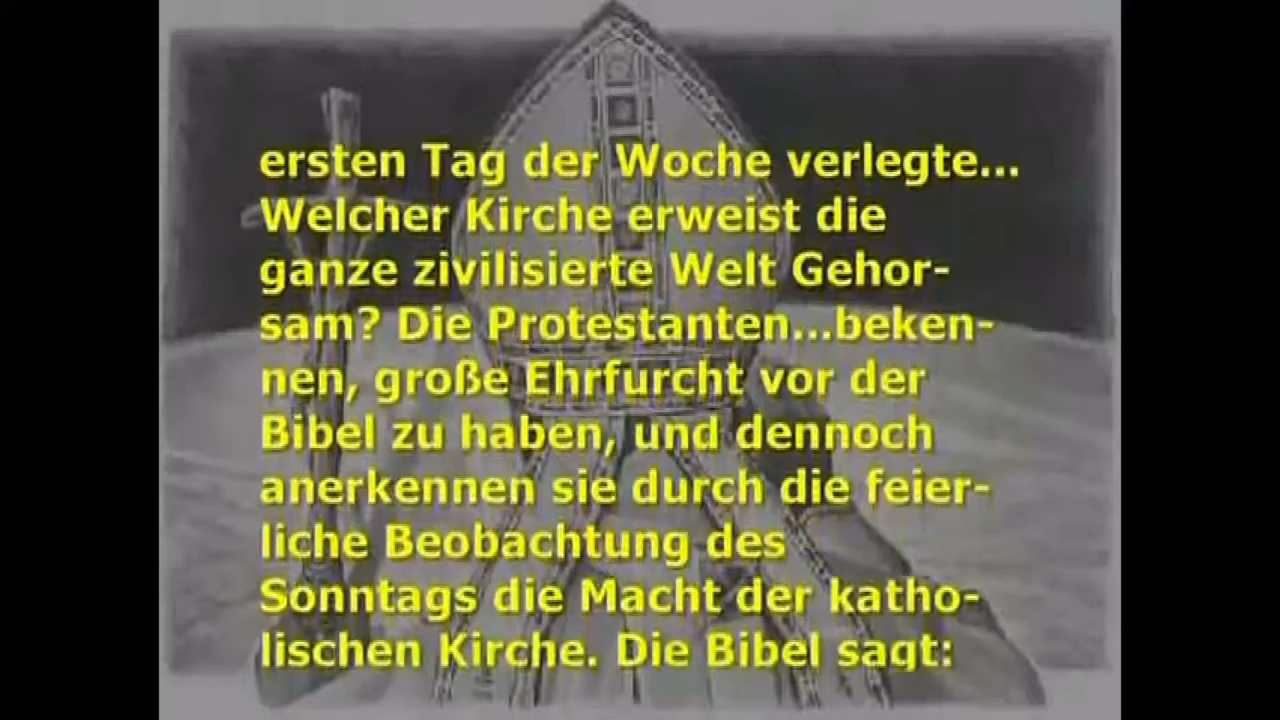 ersten Tag der Woche verlegte...
Welcher Kirche erweist die
ganze zivilisierte Welt Gehor-
sam? Die Protestanten...beken-
nen, große Ehrfurcht vor der
Bibel zu haben, und dennoch
anerkennen sie durch die feier-
liche Beobachtung des
Sonntags die Macht der katho-
lischen Kirche. Die Bibel sagt: